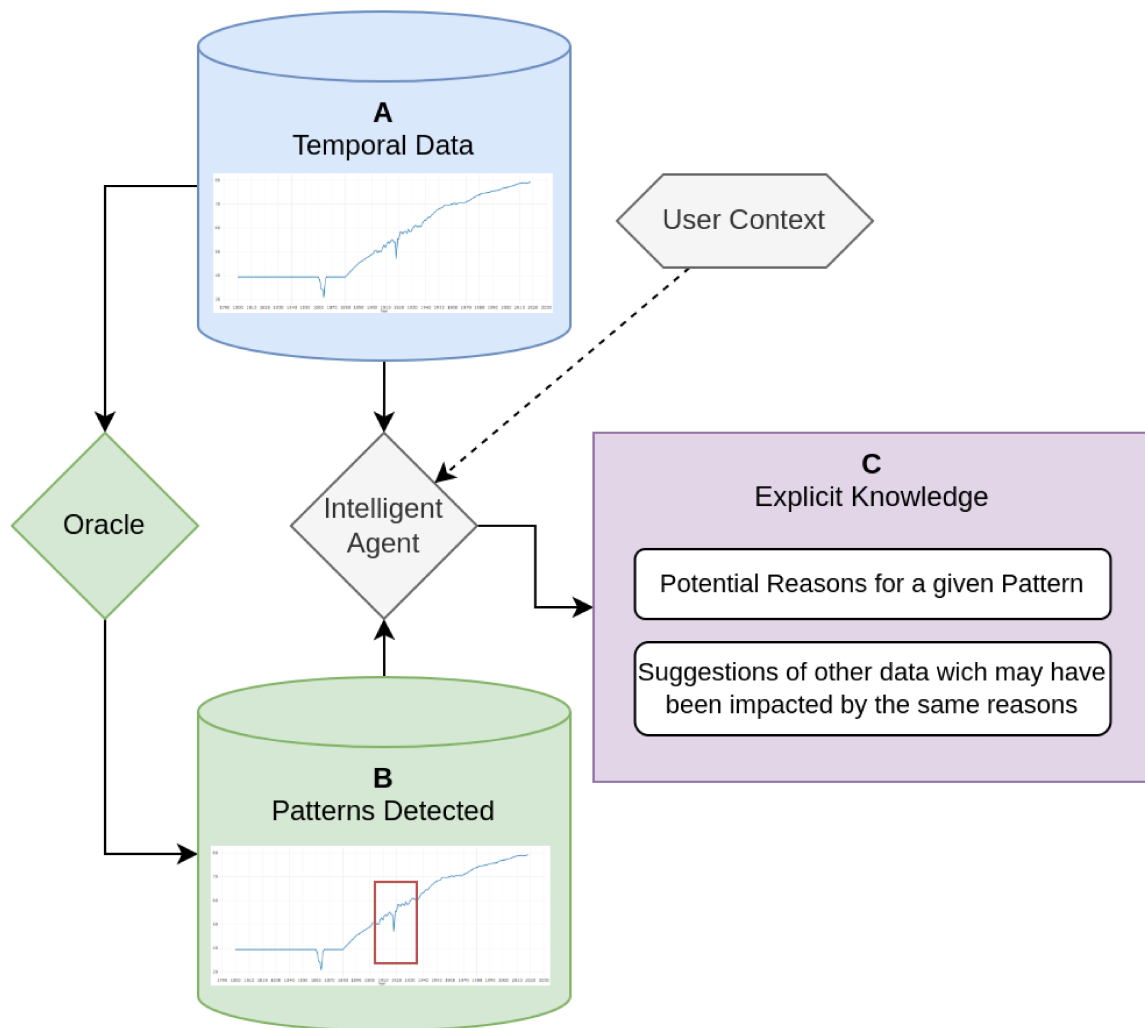 A
Temporal Data
User Context
Oracle
Intelligent
Agent
C
Explicit Knowledge
Potential Reasons for a given Pattern
Suggestions of other data wich may have
been impacted by the same reasons
B
Patterns Detected